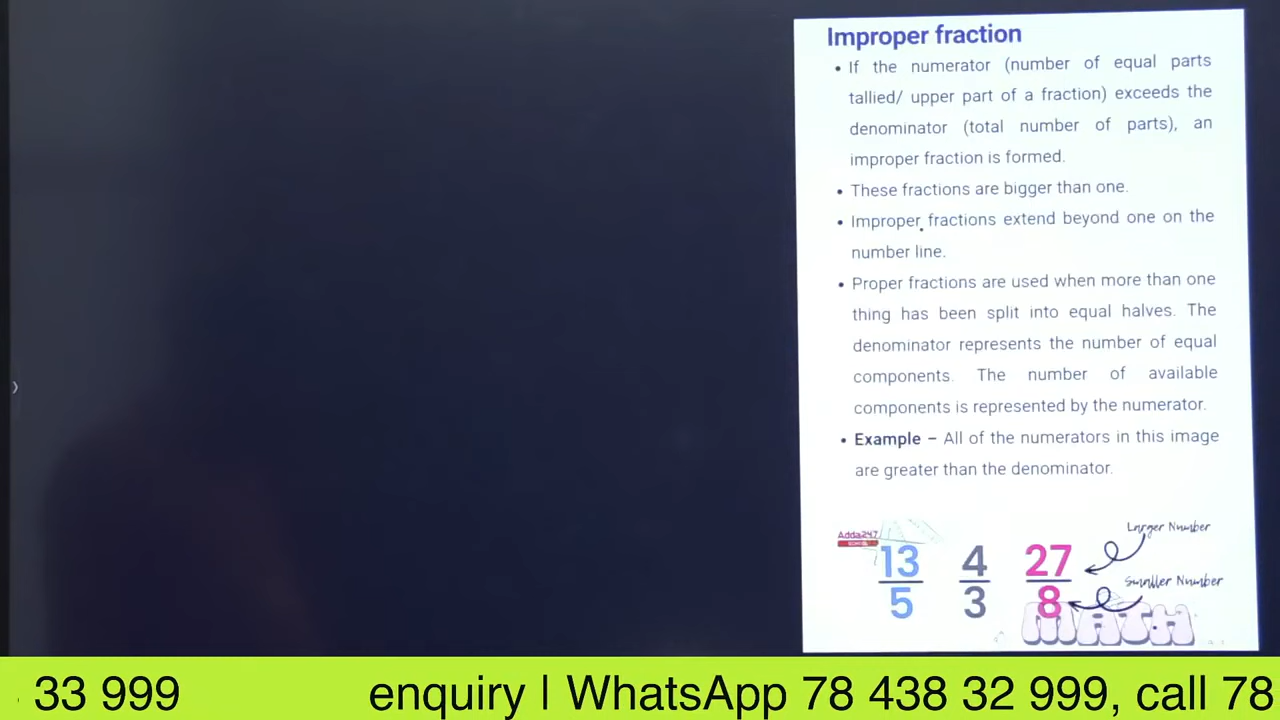 Improper fraction
• If the numerator (number of equal parts
tallied/ upper part of a fraction) exceeds the
denominator (total number of parts), an
improper fraction is formed.
• These fractions are bigger than one.
• Improper fractions extend beyond one on the
number line.
• Proper fractions are used when more than one
thing has been split into equal halves. The
denominator represents the number of equal
components. The number of available
components is represented by the numerator.
• Example – All of the numerators in this image
are greater than the denominator.
Larger Number
Adda247
SCHOOL
13 4 27
Smaller Number
5 3 8
MATH
33 999 enquiry | WhatsApp 78 438 32 999, call 78